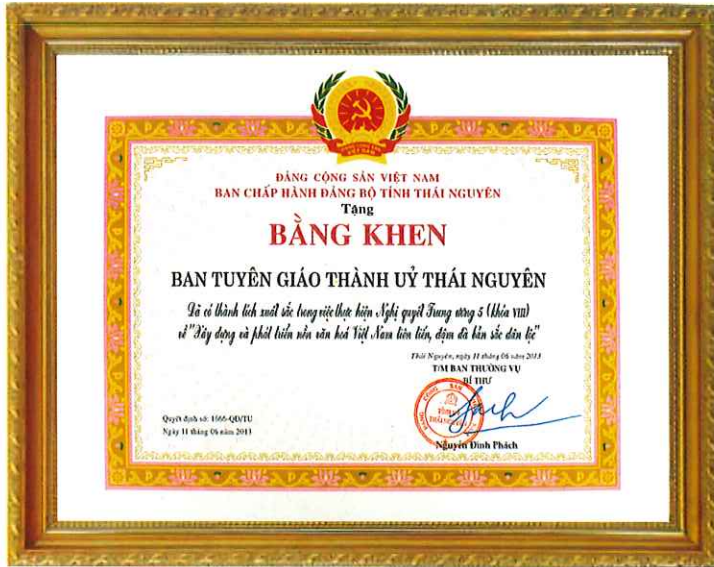 ĐẢNG CỘNG SẢN VIỆT NAM
BAN CHẤP HÀNH ĐẢNG BỘ TỈNH THÁI NGUYÊN
Tặng
BẰNG KHEN
BAN TUYÊN GIÁO THÀNH UỶ THÁI NGUYÊN
Đã có thành tích xuất sắc trong việc thực hiện Nghị quyết Trung ương 5 (khóa VIII)
về "Xây dựng và phát triển nền văn hoá Việt Nam tiên tiến, đậm đà bản sắc dân tộc"
Thái Nguyên, ngày 11 tháng 06 năm 2013
T/M BAN THƯỜNG VỤ
BÍ THƯ
Quyết định số: 1666-QĐ/TU
Ngày 11 tháng 06 năm 2013
Nguyễn Đình Phách